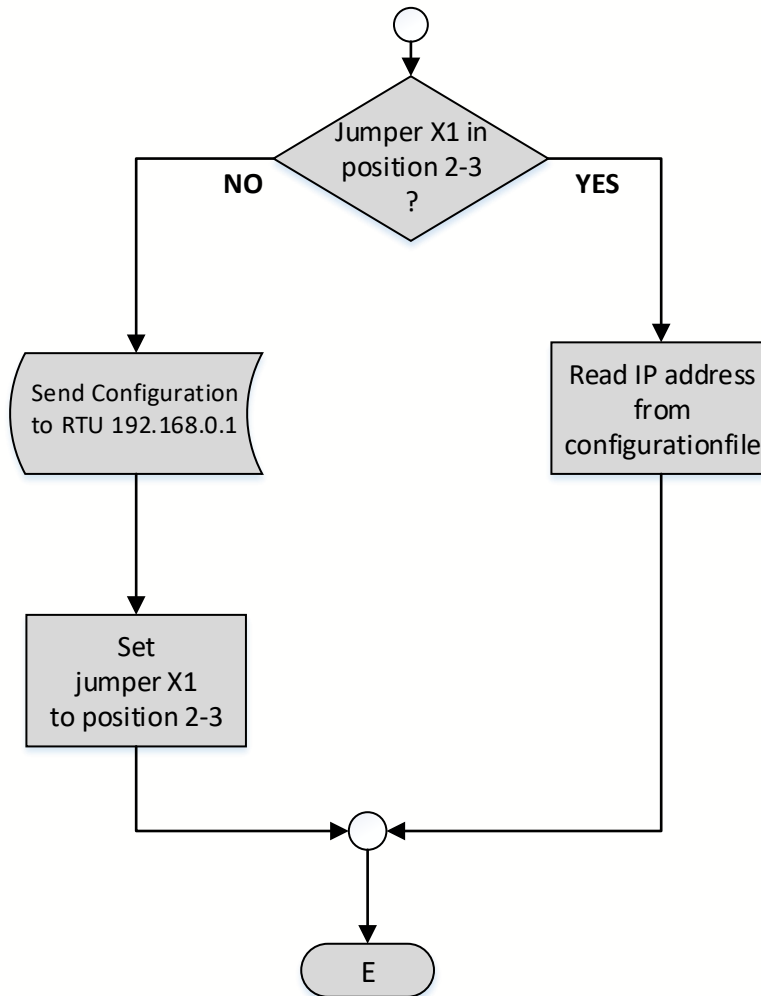 Jumper X1 in
position 2-3
?
NO
YES
Send Configuration
to RTU 192.168.0.1
Read IP address
from
configurationfile
Set
jumper X1
to position 2-3
E